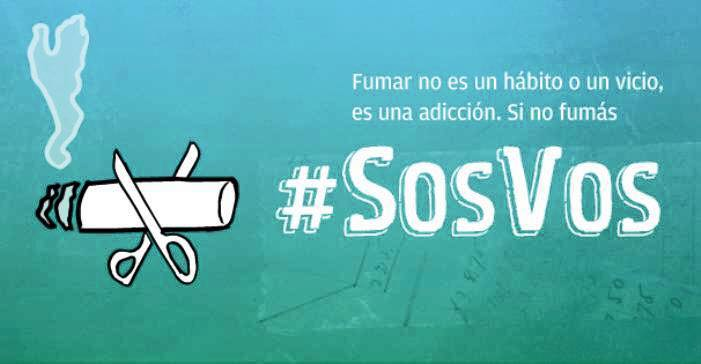 Fumar no es un hábito o un vicio,
es una adicción. Si no fumás
#SosVos